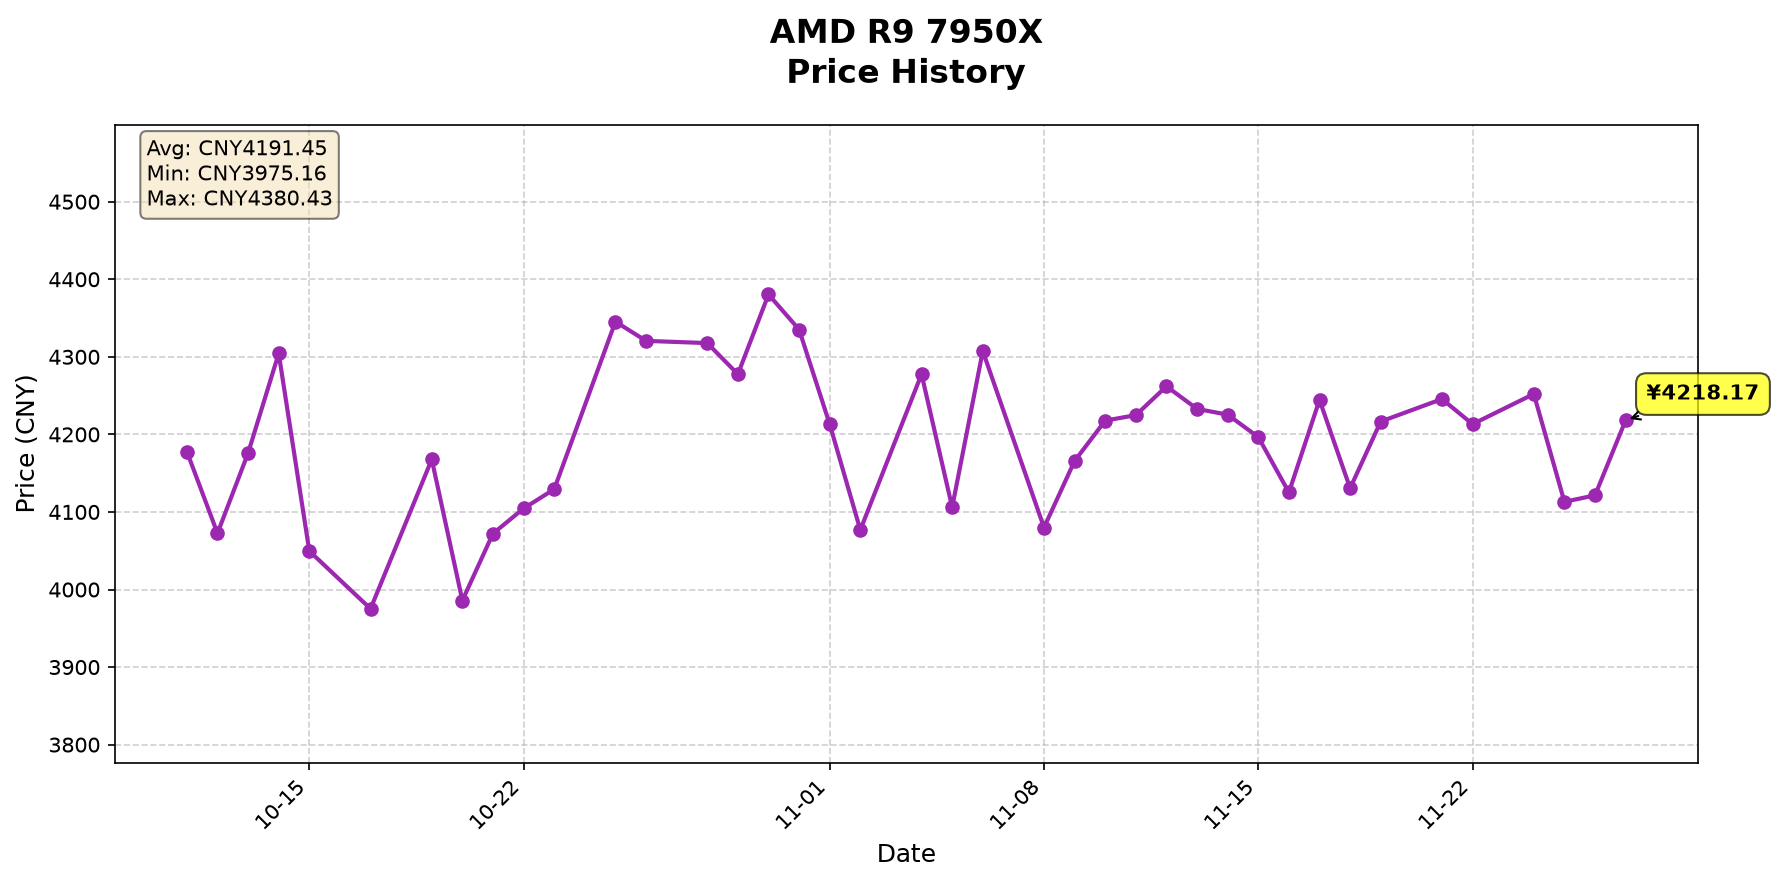 AMD R9 7950X
Price History
Avg: CNY4191.45
Min: CNY3975.16
Max: CNY4380.43
4500
4400
4300
4200
4100
4000
3900
3800
Price (CNY)
¥4218.17
10-15
10-22
11-01
11-08
11-15
11-22
Date